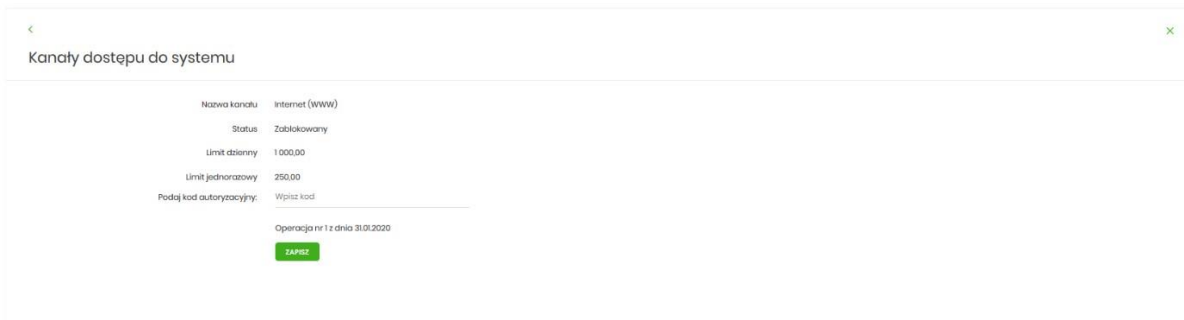 Kanały dostępu do systemu
Nazwa kanału Internet (WWW)
Status Zablokowany
Limit dzienny 1 000,00
Limit jednorazowy 250,00
Podaj kod autoryzacyjny: Wpisz kod
Operacja nr 1 z dnia 31.01.2020
ZAPISZ